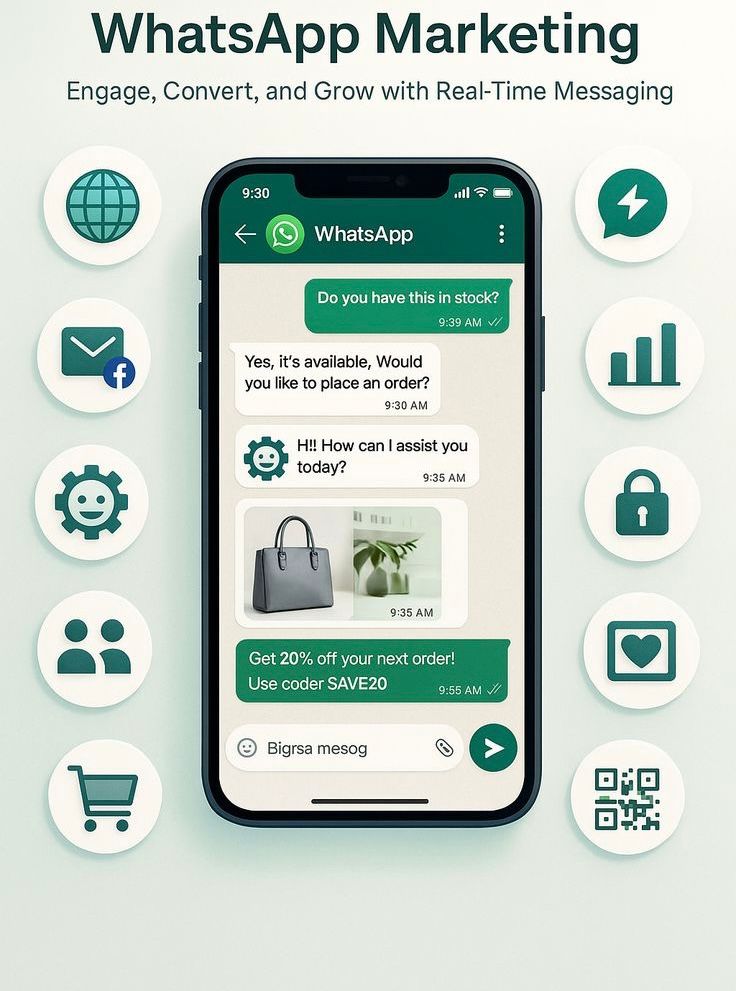 WhatsApp Marketing
Engage, Convert, and Grow with Real-Time Messaging
9:30
WhatsApp
Do you have this in stock?
9:39 AM
Yes, it's available, Would
you like to place an order?
9:30 AM
H!! How can I assist you
today?
9:35 AM
9:35 AM
Get 20% off your next order!
Use coder SAVE20
9:55 AM
Bigrsa mesog